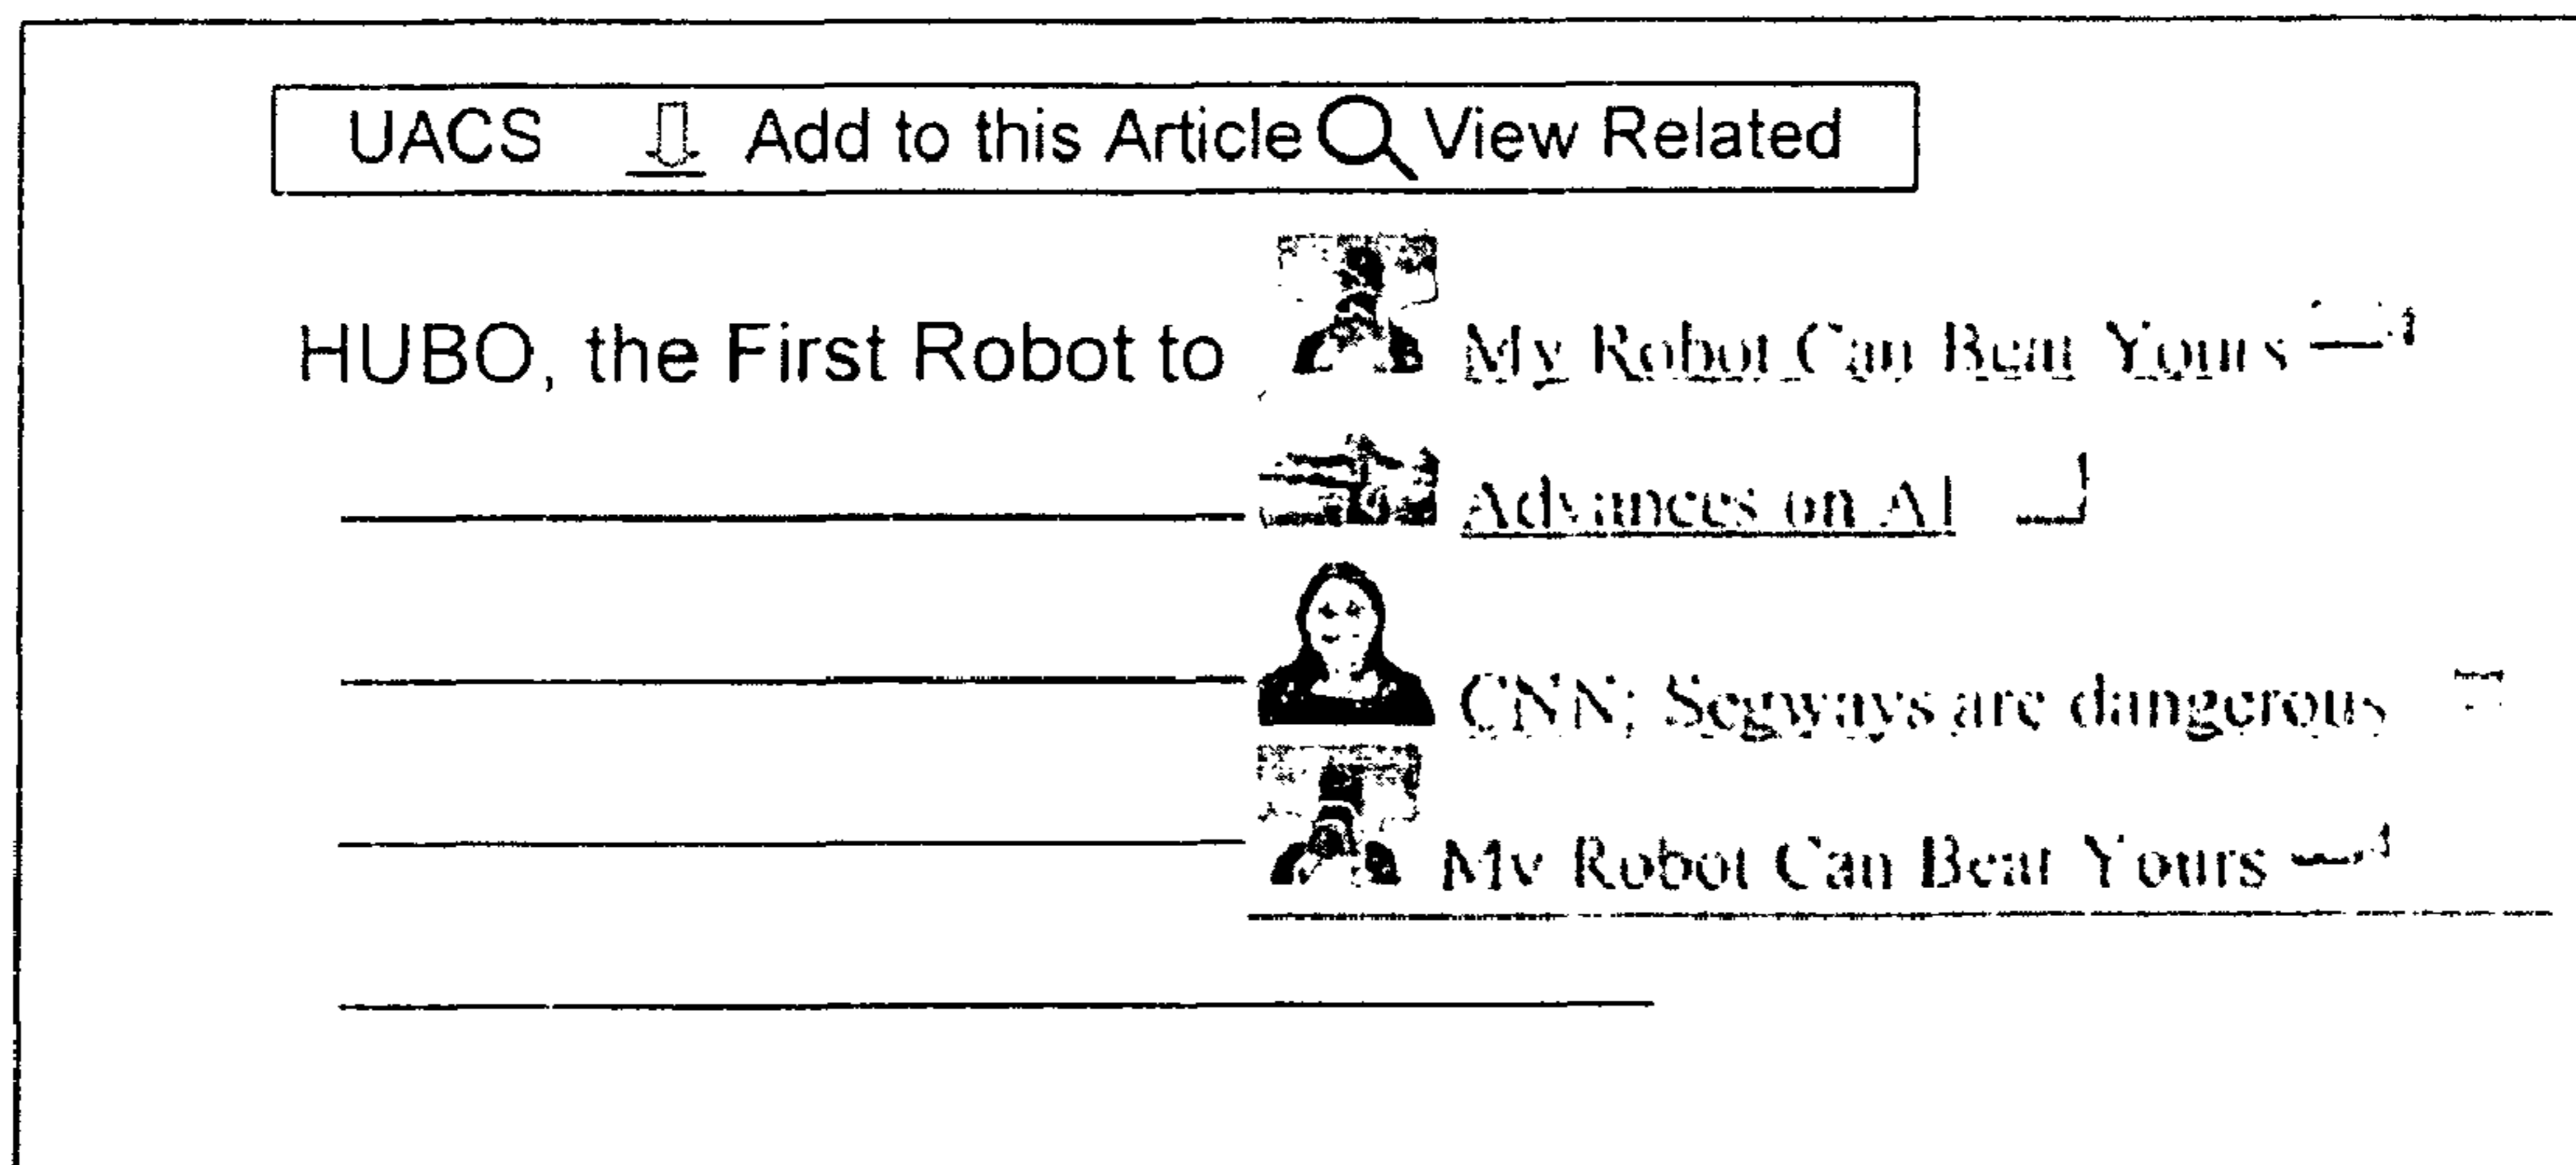 UACS Add to this Article View Related
HUBO, the First Robot to
My Robot Can Beat Yours
Advances on AI
CNN; Segways are dangerous
My Robot Can Beat Yours